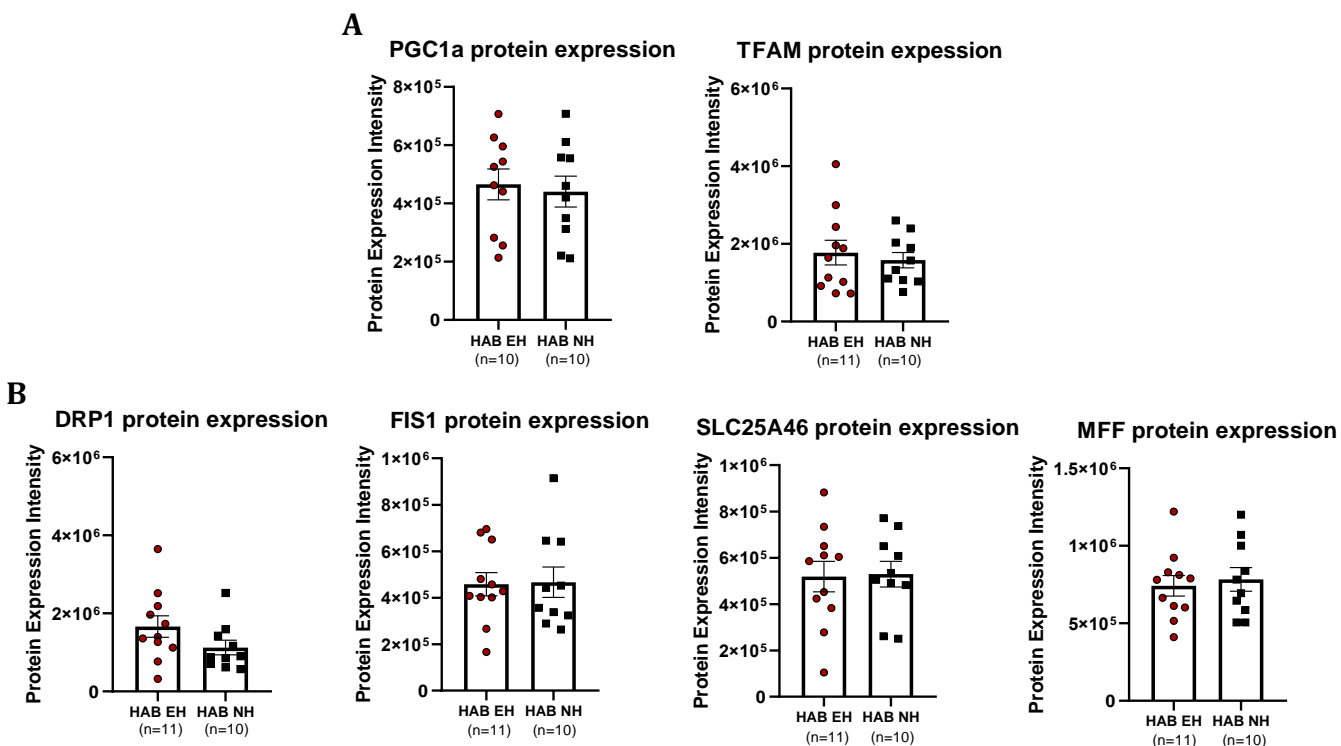 A
PGC1a protein expression
Protein Expression Intensity
8×10⁵
6×10⁵
4×10⁵
2×10⁵
0
HAB EH HAB NH
(n=10) (n=10)
TFAM protein expession
Protein Expression Intensity
6×10⁶
4×10⁶
2×10⁶
0
HAB EH HAB NH
(n=11) (n=10)
B
DRP1 protein expression
Protein Expression Intensity
6×10⁶
4×10⁶
2×10⁶
0
HAB EH HAB NH
(n=11) (n=10)
FIS1 protein expression
Protein Expression Intensity
1×10⁶
8×10⁵
6×10⁵
4×10⁵
2×10⁵
0
HAB EH HAB NH
(n=11) (n=10)
SLC25A46 protein expression
Protein Expression Intensity
1×10⁶
8×10⁵
6×10⁵
4×10⁵
2×10⁵
0
HAB EH HAB NH
(n=11) (n=10)
MFF protein expression
Protein Expression Intensity
1.5×10⁶
1×10⁶
5×10⁵
0
HAB EH HAB NH
(n=11) (n=10)